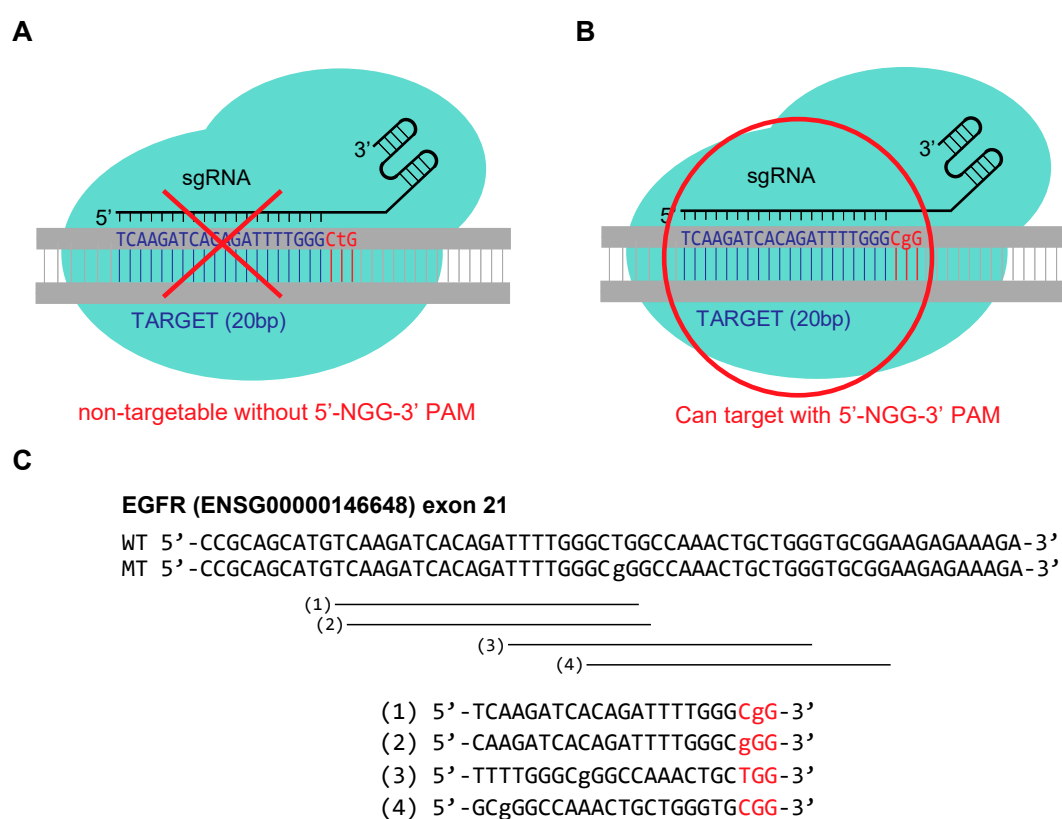 A
B
3’
sgRNA
5’
TCAAGATCACAGATTTTGGGCtG
TARGET (20bp)
non-targetable without 5’-NGG-3’ PAM
3’
sgRNA
5’
TCAAGATCACAGATTTTGGGCgG
TARGET (20bp)
Can target with 5’-NGG-3’ PAM
C
EGFR (ENSG00000146648) exon 21
WT 5’-CCGCAGCATGTCAAGATCACAGATTTTGGGCTGGCCAAACTGCTGGGTGCGGAAGAGAAAGA-3’
MT 5’-CCGCAGCATGTCAAGATCACAGATTTTGGGCgGGCCAAACTGCTGGGTGCGGAAGAGAAAGA-3’
(1)
(2)
(3)
(4)
(1) 5’-TCAAGATCACAGATTTTGGGCgG-3’
(2) 5’-CAAGATCACAGATTTTGGGCgGG-3’
(3) 5’-TTTTGGGCgGGCCAAACTGCTGG-3’
(4) 5’-GCgGGCCAAACTGCTGGGTGCGG-3’